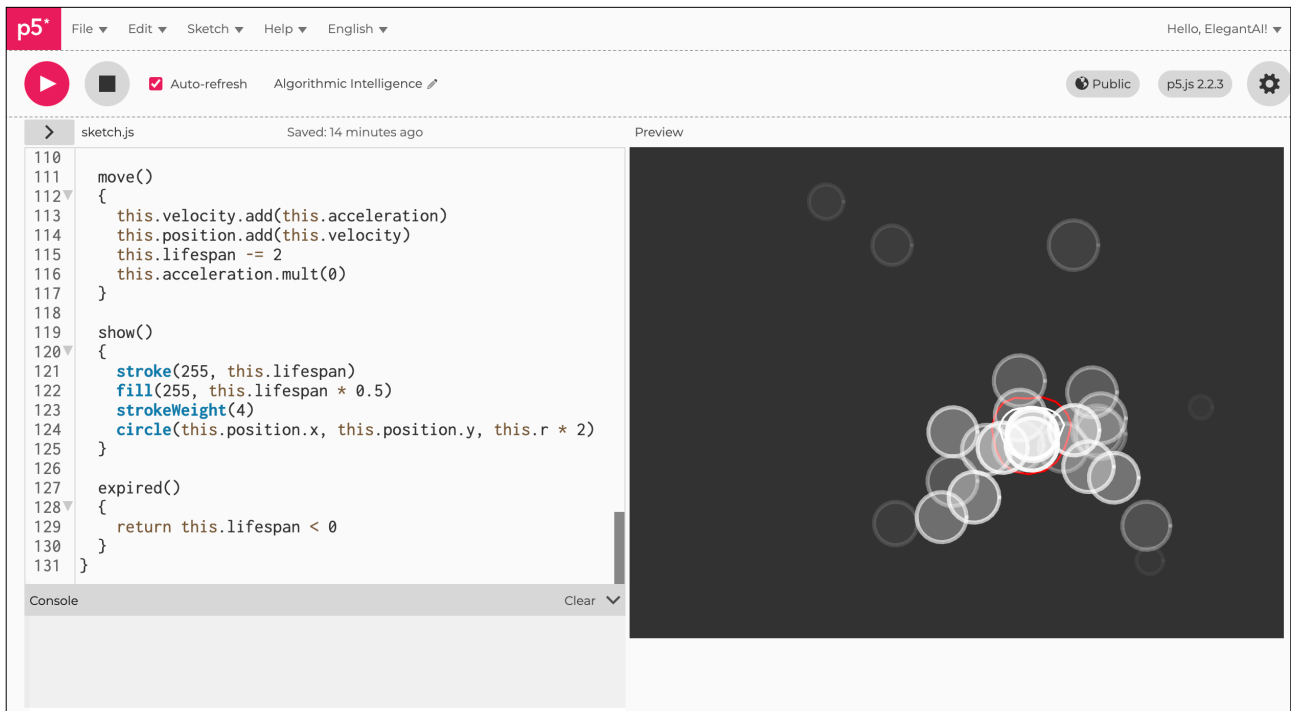 p5* File Edit Sketch Help English Hello, ElegantAI!
Auto-refresh Algorithmic Intelligence Public p5.js 2.2.3
sketch.js Saved: 14 minutes ago Preview
110
111 move()
112 {
113 this.velocity.add(this.acceleration)
114 this.position.add(this.velocity)
115 this.lifespan -= 2
116 this.acceleration.mult(0)
117 }
118
119 show()
120 {
121 stroke(255, this.lifespan)
122 fill(255, this.lifespan * 0.5)
123 strokeWeight(4)
124 circle(this.position.x, this.position.y, this.r * 2)
125 }
126
127 expired()
128 {
129 return this.lifespan < 0
130 }
131 }
Console Clear